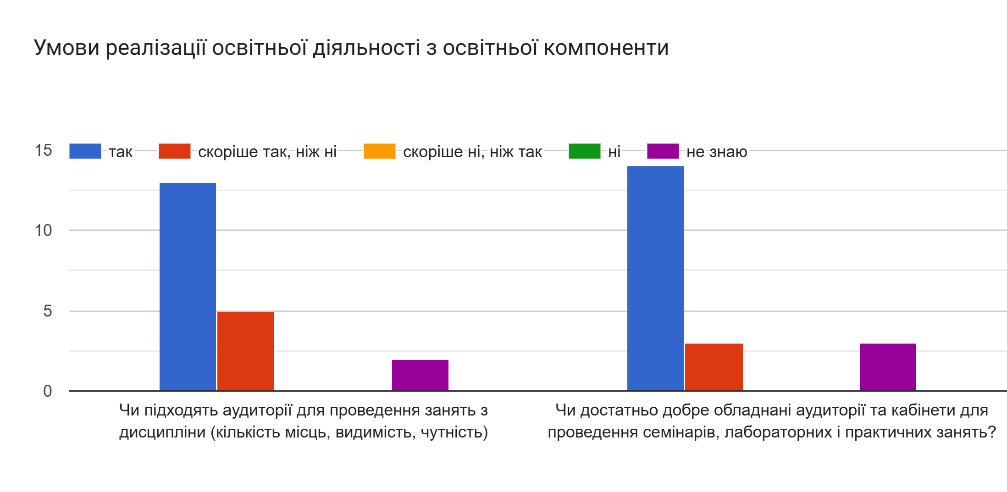 Умови реалізації освітньої діяльності з освітньої компоненти
15
так
скоріше так, ніж ні
скоріше ні, ніж так
ні
не знаю
10
5
0
Чи підходять аудиторії для проведення занять з
дисципліни (кількість місць, видимість, чутність)
Чи достатньо добре обладнані аудиторії та кабінети для
проведення семінарів, лабораторних і практичних занять?